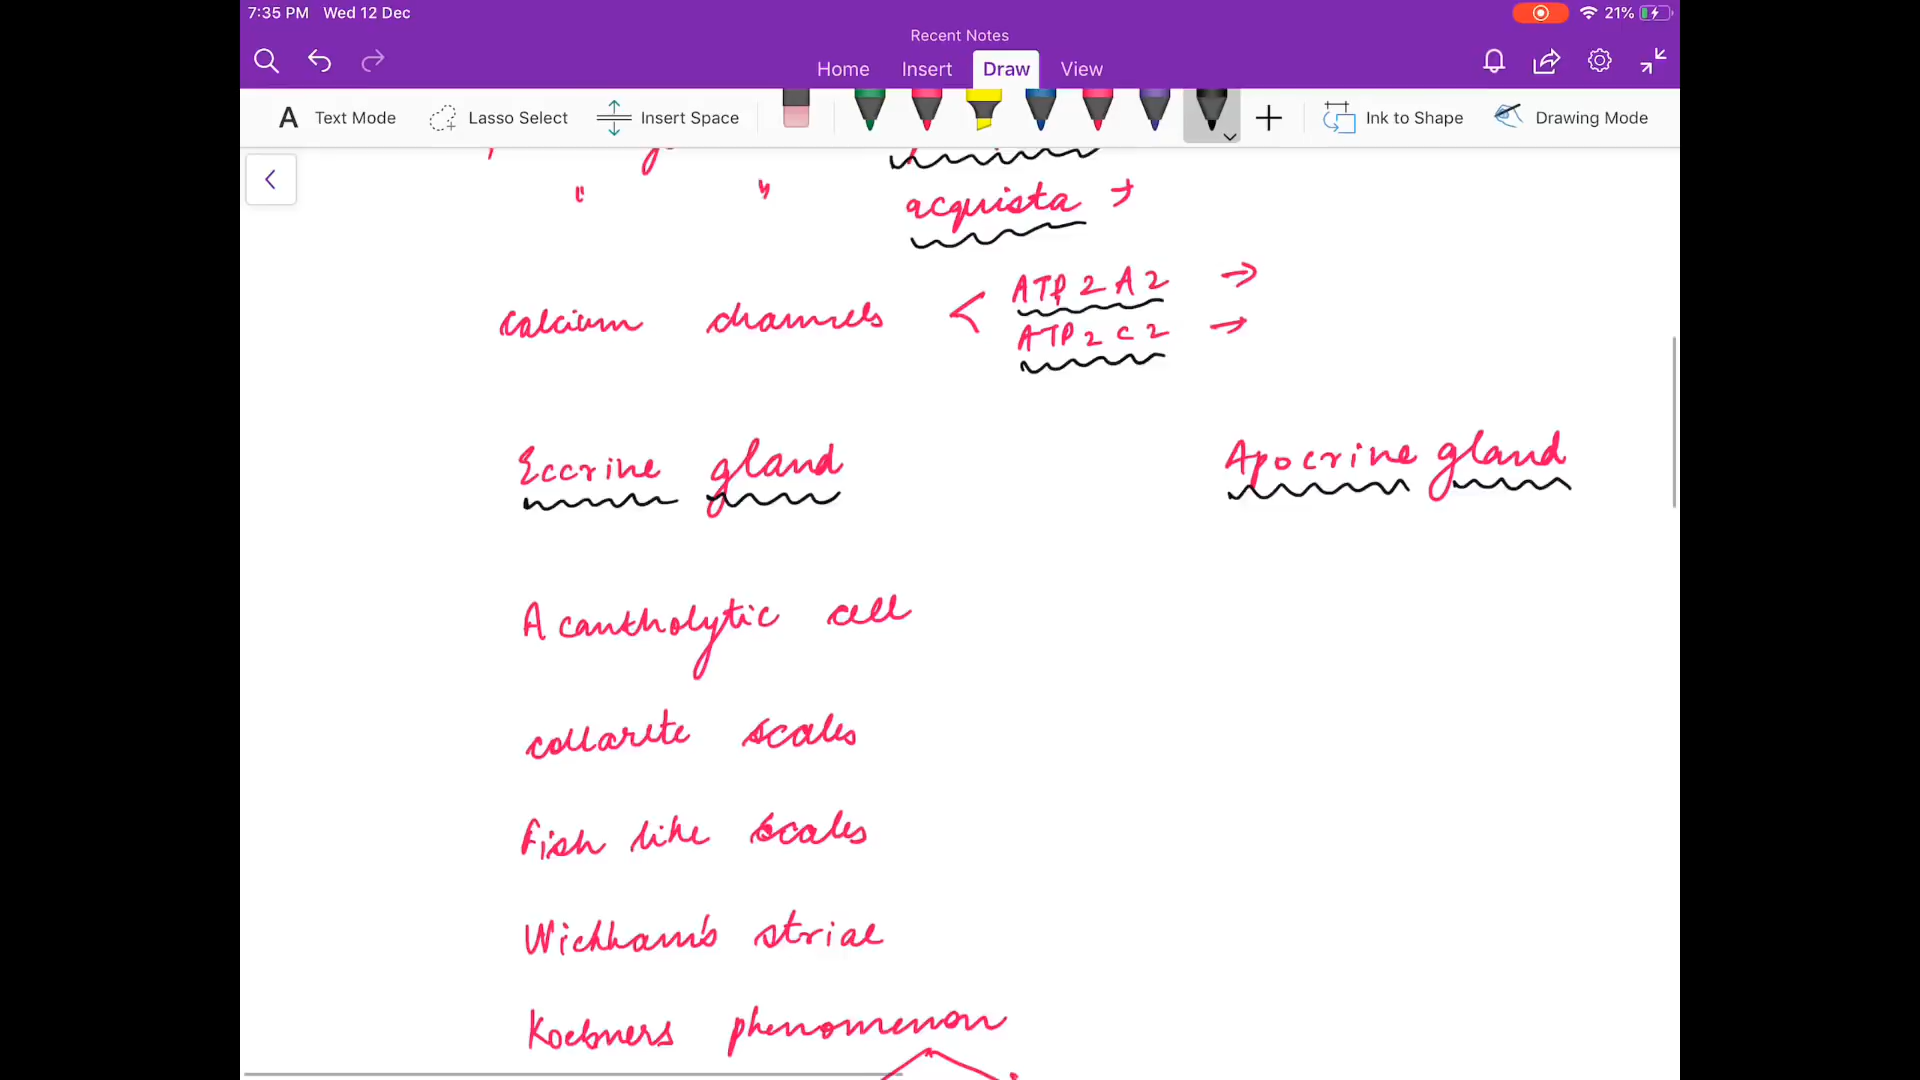 7:35 PM Wed 12 Dec
21%
Recent Notes
Home Insert Draw View
A Text Mode Lasso Select Insert Space Ink to Shape Drawing Mode
" "
acquista →
calcium channels < ATP 2 A 2 →
ATP 2 C 2 →
Eccrine gland Apocrine gland
Acantholytic cell
collarete scales
Fish like scales
Wickham's striae
Koebners phenomenon